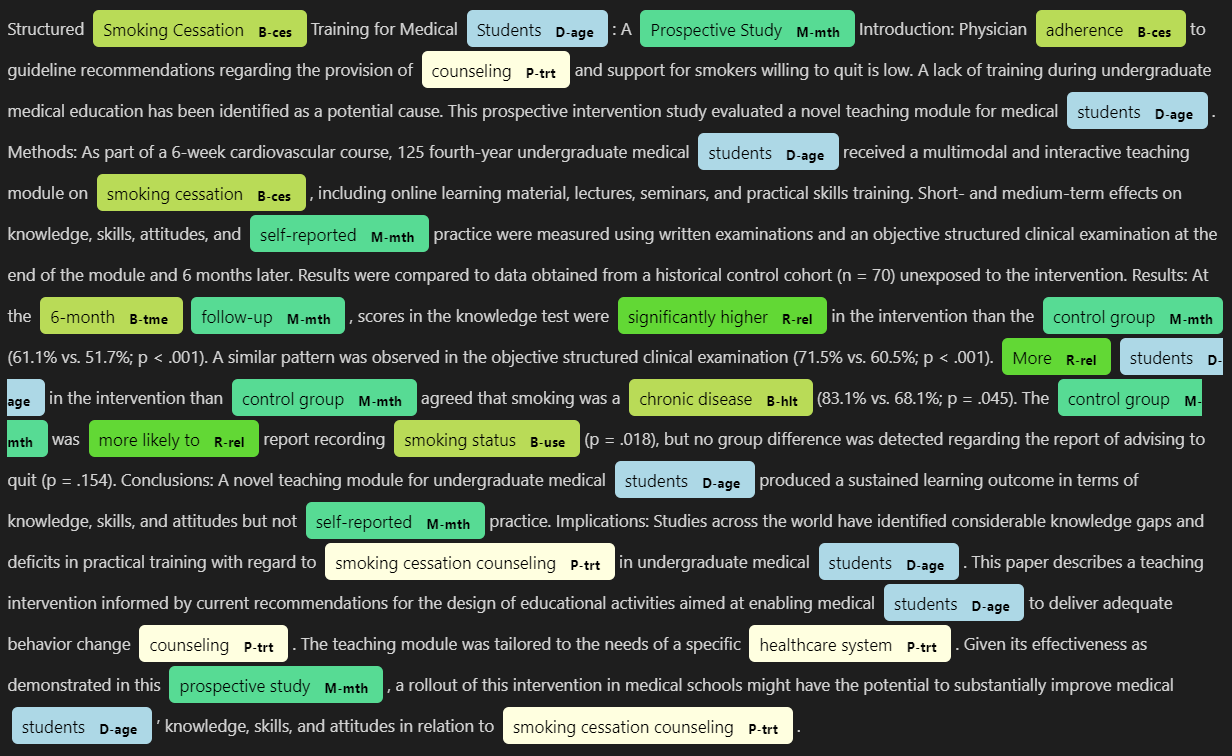 Structured Smoking Cessation B-ces Training for Medical Students D-age : A Prospective Study M-mth Introduction: Physician adherence B-ces to
guideline recommendations regarding the provision of counseling P-trt and support for smokers willing to quit is low. A lack of training during undergraduate
medical education has been identified as a potential cause. This prospective intervention study evaluated a novel teaching module for medical students D-age .
Methods: As part of a 6-week cardiovascular course, 125 fourth-year undergraduate medical students D-age received a multimodal and interactive teaching
module on smoking cessation B-ces , including online learning material, lectures, seminars, and practical skills training. Short- and medium-term effects on
knowledge, skills, attitudes, and self-reported M-mth practice were measured using written examinations and an objective structured clinical examination at the
end of the module and 6 months later. Results were compared to data obtained from a historical control cohort (n = 70) unexposed to the intervention. Results: At
the 6-month B-tme follow-up M-mth , scores in the knowledge test were significantly higher R-rel in the intervention than the control group M-mth
(61.1% vs. 51.7%; p < .001). A similar pattern was observed in the objective structured clinical examination (71.5% vs. 60.5%; p < .001). More R-rel students D-
age in the intervention than control group M-mth agreed that smoking was a chronic disease B-hlt (83.1% vs. 68.1%; p = .045). The control group M-
mth was more likely to R-rel report recording smoking status B-use (p = .018), but no group difference was detected regarding the report of advising to
quit (p = .154). Conclusions: A novel teaching module for undergraduate medical students D-age produced a sustained learning outcome in terms of
knowledge, skills, and attitudes but not self-reported M-mth practice. Implications: Studies across the world have identified considerable knowledge gaps and
deficits in practical training with regard to smoking cessation counseling P-trt in undergraduate medical students D-age . This paper describes a teaching
intervention informed by current recommendations for the design of educational activities aimed at enabling medical students D-age to deliver adequate
behavior change counseling P-trt . The teaching module was tailored to the needs of a specific healthcare system P-trt . Given its effectiveness as
demonstrated in this prospective study M-mth , a rollout of this intervention in medical schools might have the potential to substantially improve medical
students D-age ’ knowledge, skills, and attitudes in relation to smoking cessation counseling P-trt .